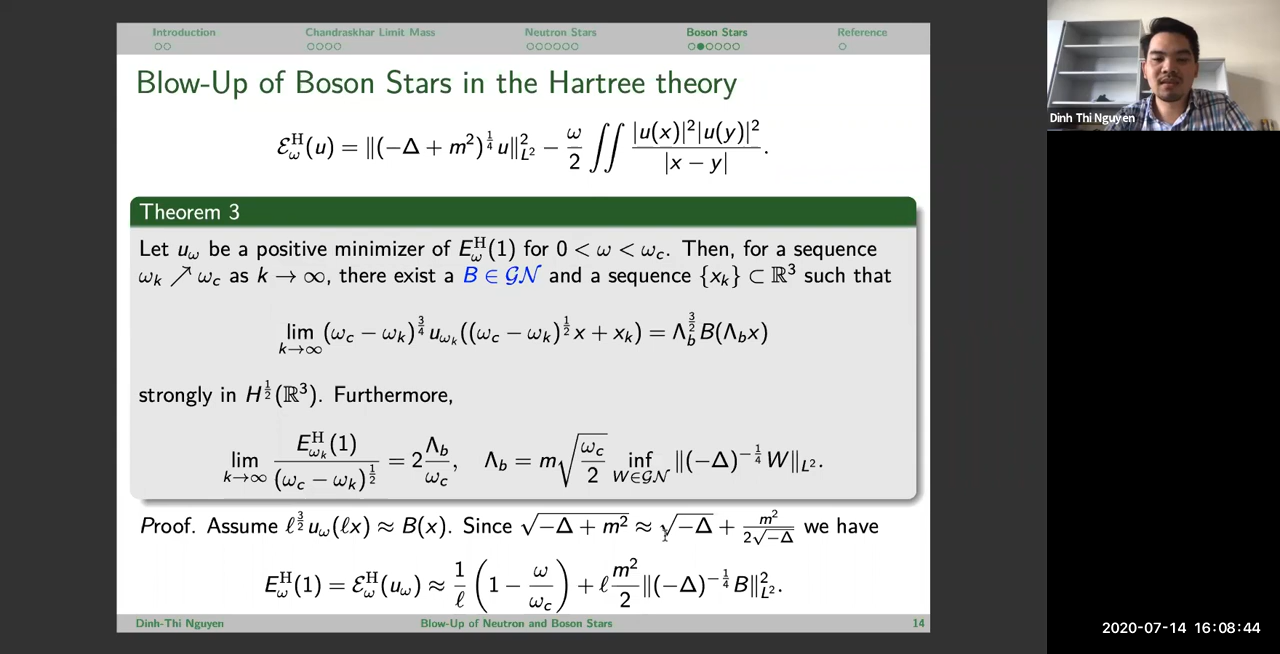 Introduction Chandraskhar Limit Mass Neutron Stars Boson Stars Reference
Blow-Up of Boson Stars in the Hartree theory
ℰ_ω^H(u) = ‖(−Δ + m²)^{1/4} u‖²_{L²} − ω/2 ∬ |u(x)|²|u(y)|² / |x − y| .
Theorem 3
Let u_ω be a positive minimizer of E_ω^H(1) for 0 < ω < ω_c. Then, for a sequence
ω_k ↗ ω_c as k → ∞, there exist a B ∈ 𝒢𝒩 and a sequence {x_k} ⊂ ℝ³ such that
lim_{k→∞} (ω_c − ω_k)^{3/4} u_{ω_k}((ω_c − ω_k)^{1/2} x + x_k) = Λ_b^{3/2} B(Λ_b x)
strongly in H^{1/2}(ℝ³). Furthermore,
lim_{k→∞} E_{ω_k}^H(1) / (ω_c − ω_k)^{1/2} = 2 Λ_b/ω_c, Λ_b = m √(ω_c/2) inf_{W∈𝒢𝒩} ‖(−Δ)^{−1/4} W‖_{L²}.
Proof. Assume ℓ^{3/2} u_ω(ℓx) ≈ B(x). Since √(−Δ + m²) ≈ √(−Δ) + m²/(2√(−Δ)) we have
E_ω^H(1) = ℰ_ω^H(u_ω) ≈ 1/ℓ (1 − ω/ω_c) + ℓ m²/2 ‖(−Δ)^{−1/4} B‖²_{L²}.
Dinh-Thi Nguyen Blow-Up of Neutron and Boson Stars 14
Dinh Thi Nguyen
2020-07-14 16:08:44